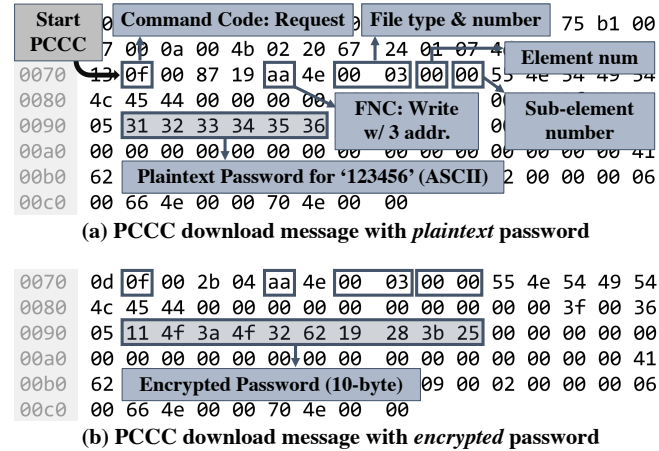 Start Command Code: Request File type & number 75 b1 00
PCCC 00 0a 00 4b 02 20 67 24 01 07 Element num
0070 13 0f 00 87 19 aa 4e 00 03 00 00 55 4e 54 49 54
0080 4c 45 44 00 00 00 00 FNC: Write Sub-element
0090 05 31 32 33 34 35 36 w/ 3 addr. 00 number
00a0 00 00 00 00 00 00 00 00 00 00 00 00 00 00 00 41
00b0 62 Plaintext Password for ‘123456’ (ASCII) 00 00 00 06
00c0 00 66 4e 00 00 70 4e 00 00
(a) PCCC download message with plaintext password
0070 0d 0f 00 2b 04 aa 4e 00 03 00 00 55 4e 54 49 54
0080 4c 45 44 00 00 00 00 00 00 00 00 00 00 3f 00 36
0090 05 11 4f 3a 4f 32 62 19 28 3b 25 00 00 00 00 00
00a0 00 00 00 00 00 00 00 00 00 00 00 00 00 00 00 41
00b0 62 Encrypted Password (10-byte) 09 00 02 00 00 00 06
00c0 00 66 4e 00 00 70 4e 00 00
(b) PCCC download message with encrypted password